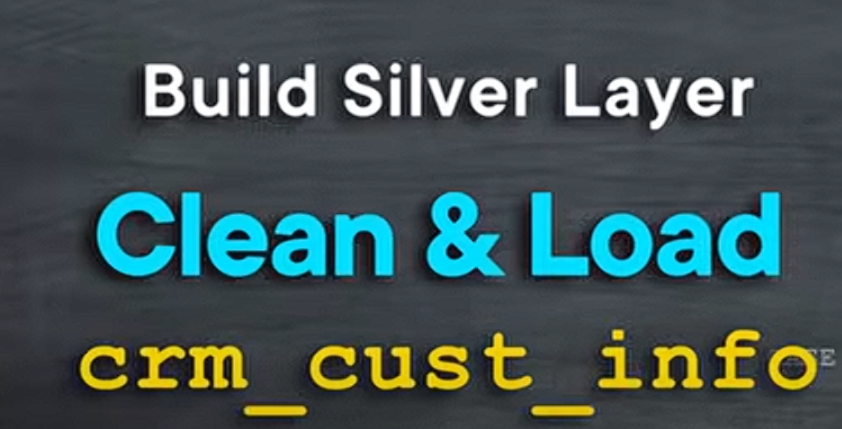 Build Silver Layer
Clean & Load
crm_cust_info